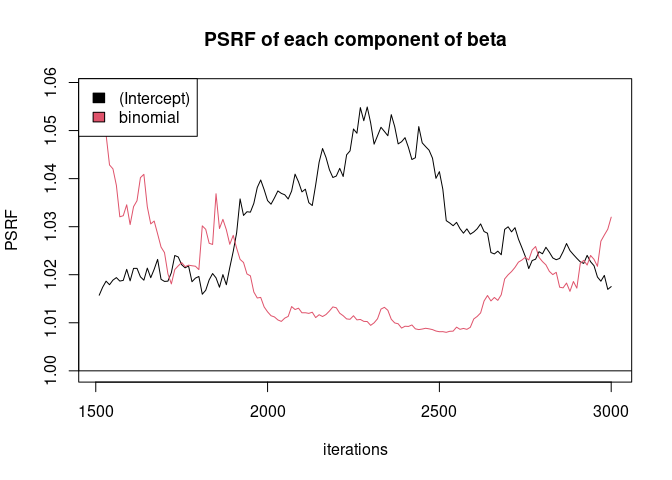 PSRF of each component of beta
(Intercept)
binomial
PSRF
1.06
1.05
1.04
1.03
1.02
1.01
1.00
1500 2000 2500 3000
iterations